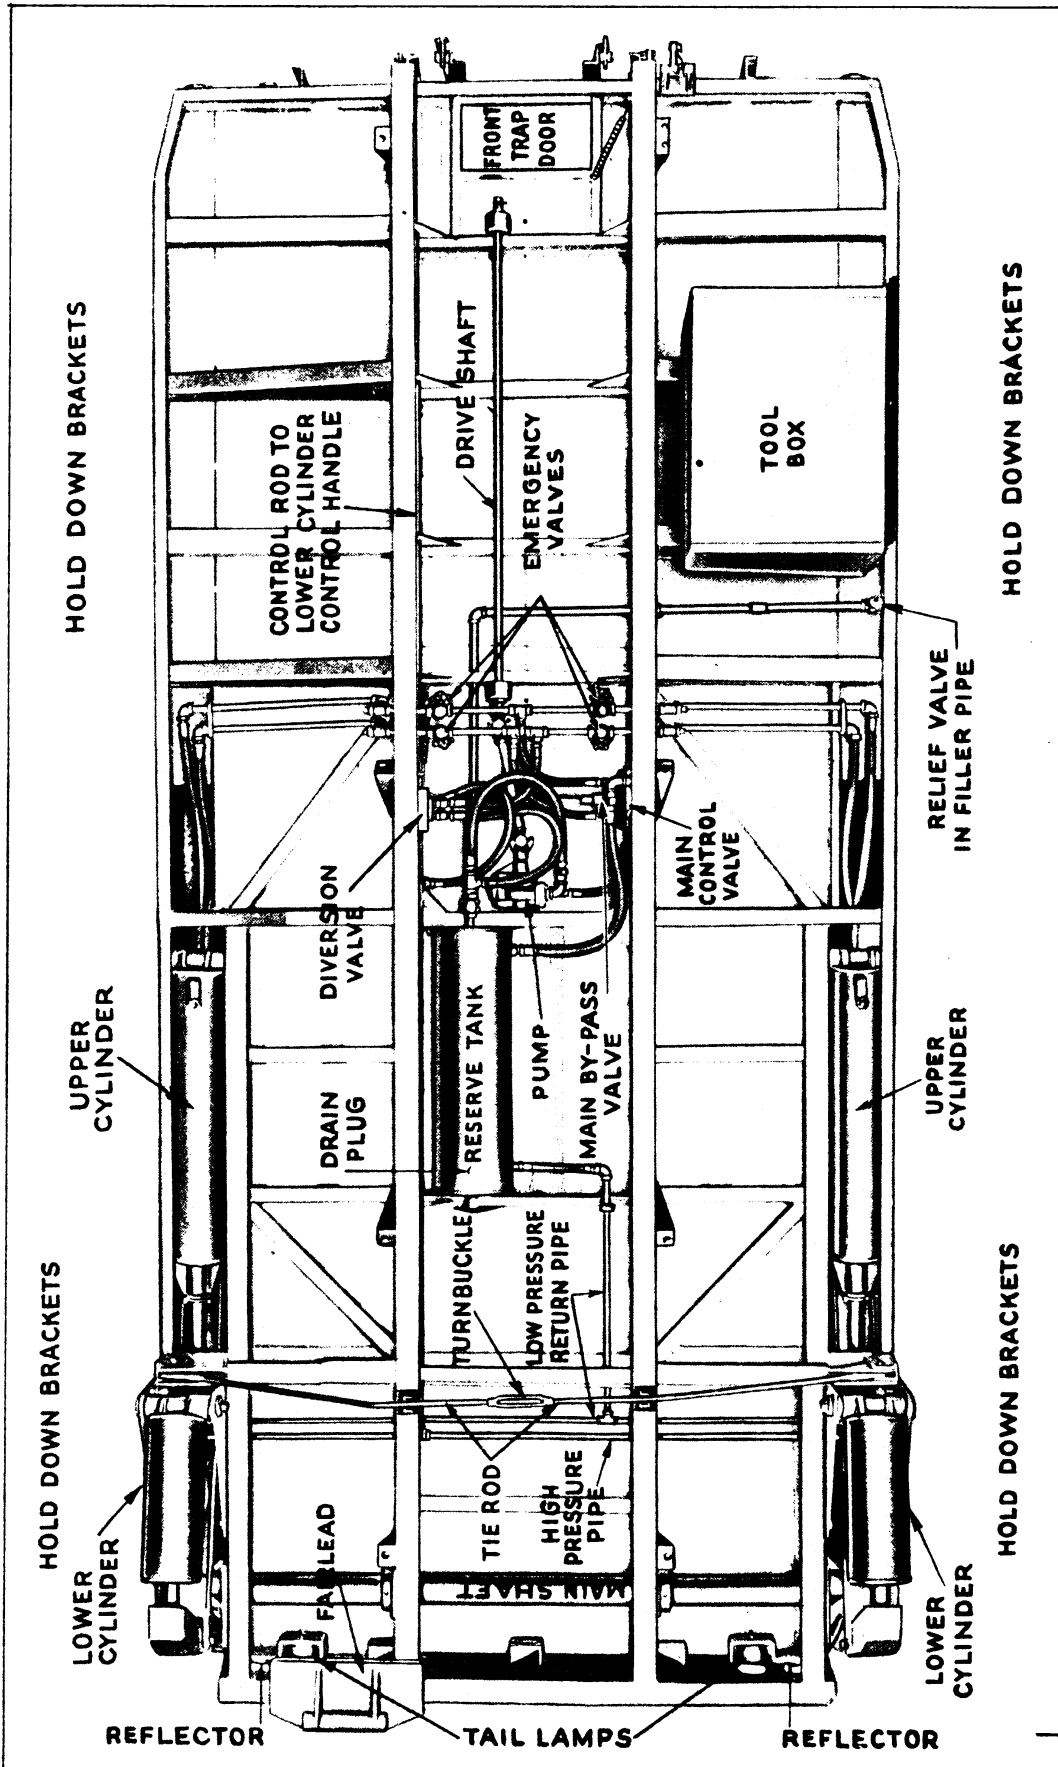 FRONT
TRAP
DOOR
HOLD DOWN BRACKETS
HOLD DOWN BRACKETS
CONTROL ROD TO
LOWER CYLINDER
CONTROL HANDLE
DRIVE SHAFT
EMERGENCY
VALVES
TOOL
BOX
RELIEF VALVE
IN FILLER PIPE
DIVERSION
VALVE
MAIN
CONTROL
VALVE
UPPER
CYLINDER
DRAIN
PLUG
RESERVE TANK
PUMP
MAIN BY-PASS
VALVE
UPPER
CYLINDER
HOLD DOWN BRACKETS
TURNBUCKLE
LOW PRESSURE
RETURN PIPE
HOLD DOWN BRACKETS
LOWER
CYLINDER
FAIRLEAD
TIE ROD
HIGH
PRESSURE
PIPE
MAIN SHAFT
LOWER
CYLINDER
REFLECTOR
TAIL LAMPS
REFLECTOR